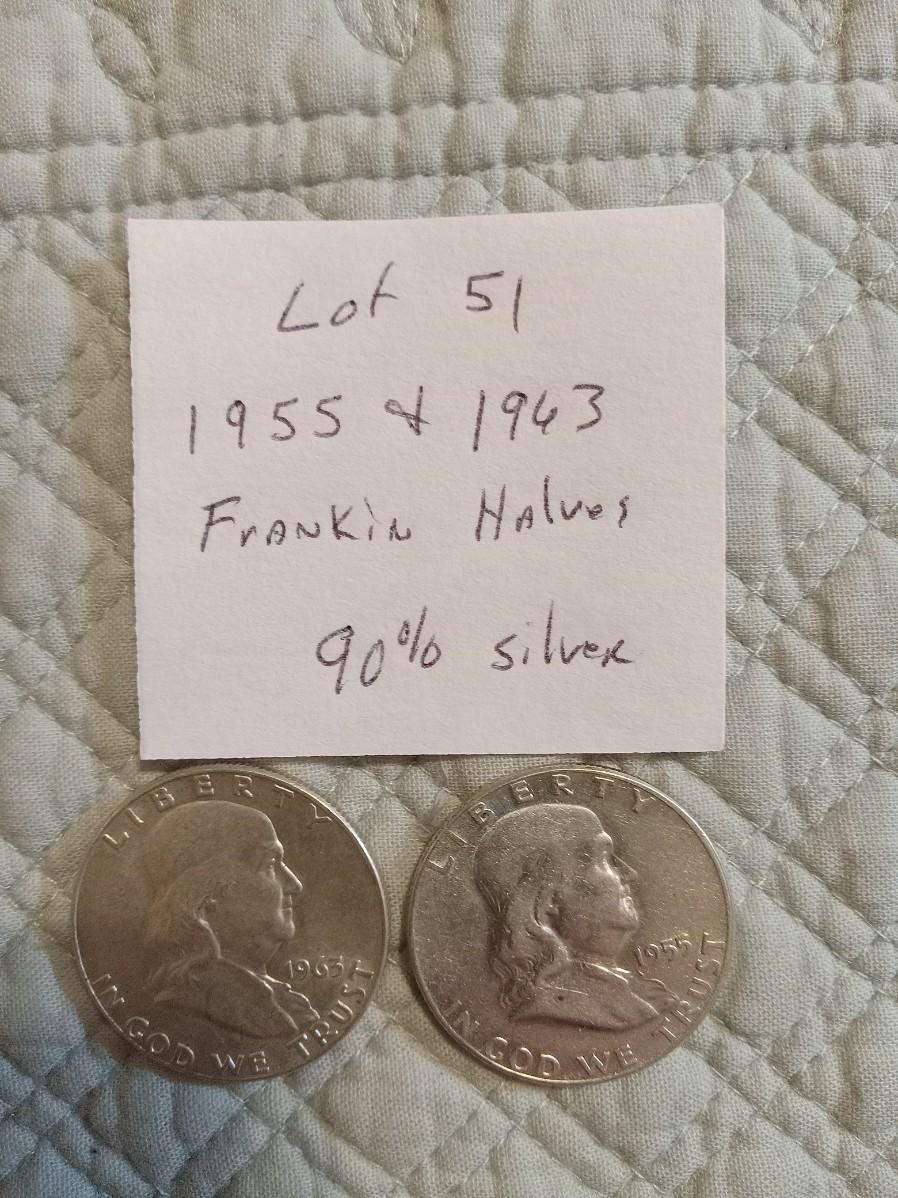 Lot 51
1955 & 1963
Frankin Halves
90% silver
LIBERTY
1963
IN GOD WE TRUST
LIBERTY
1955
IN GOD WE TRUST